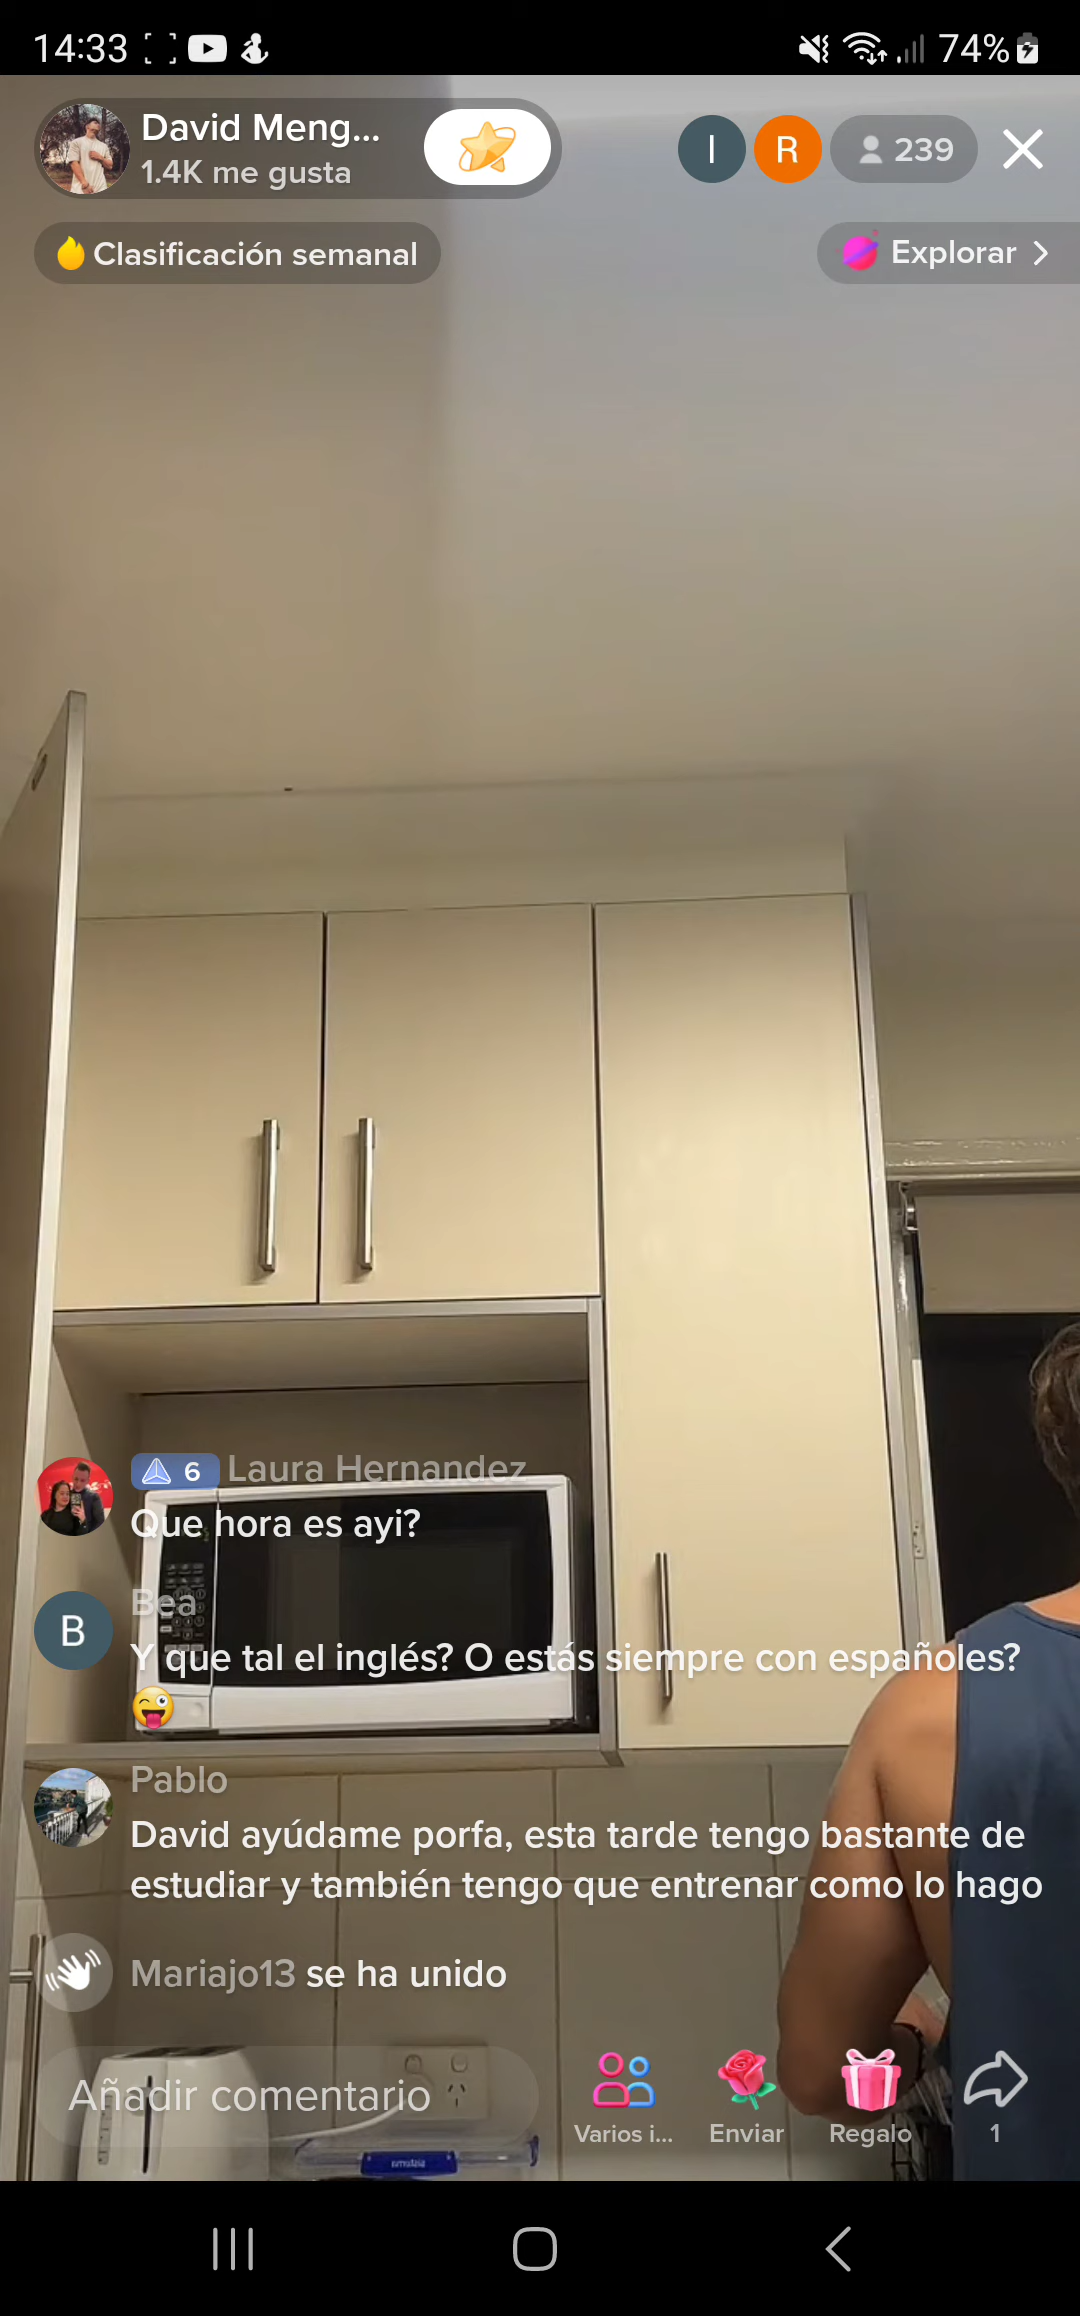 14:33
74%
David Meng...
1.4K me gusta
I
R
239
Clasificación semanal
Explorar
6 Laura Hernandez
Que hora es ayi?
B
Bea
Y que tal el inglés? O estás siempre con españoles?
😜
Pablo
David ayúdame porfa, esta tarde tengo bastante de
estudiar y también tengo que entrenar como lo hago
Mariajo13 se ha unido
Añadir comentario
Varios i...
Enviar
Regalo
1